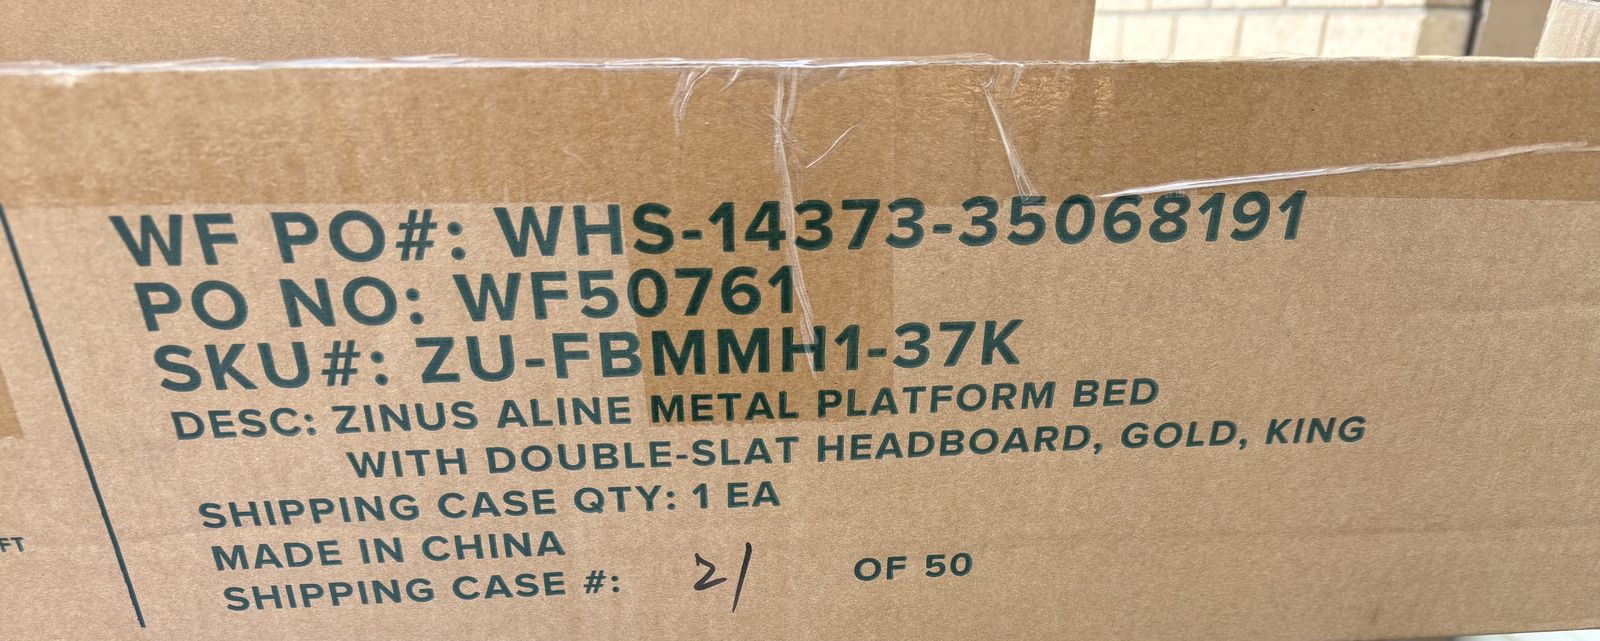 WF PO#: WHS-14373-35068191
PO NO: WF50761
SKU#: ZU-FBMMH1-37K
DESC: ZINUS ALINE METAL PLATFORM BED
WITH DOUBLE-SLAT HEADBOARD, GOLD, KING
SHIPPING CASE QTY: 1 EA
MADE IN CHINA
SHIPPING CASE #: 21 OF 50
FT